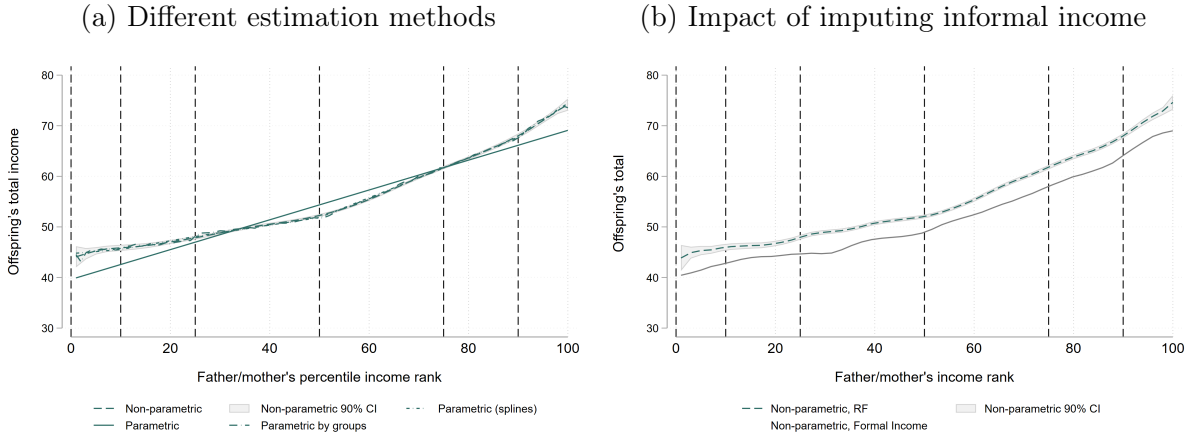 (a) Different estimation methods
80
70
60
50
40
30
Offspring's total income
0 20 40 60 80 100
Father/mother's percentile income rank
Non-parametric Non-parametric 90% CI Parametric (splines)
Parametric Parametric by groups
(b) Impact of imputing informal income
80
70
60
50
40
30
Offspring's total
0 20 40 60 80 100
Father/mother's income rank
Non-parametric, RF Non-parametric 90% CI
Non-parametric, Formal Income